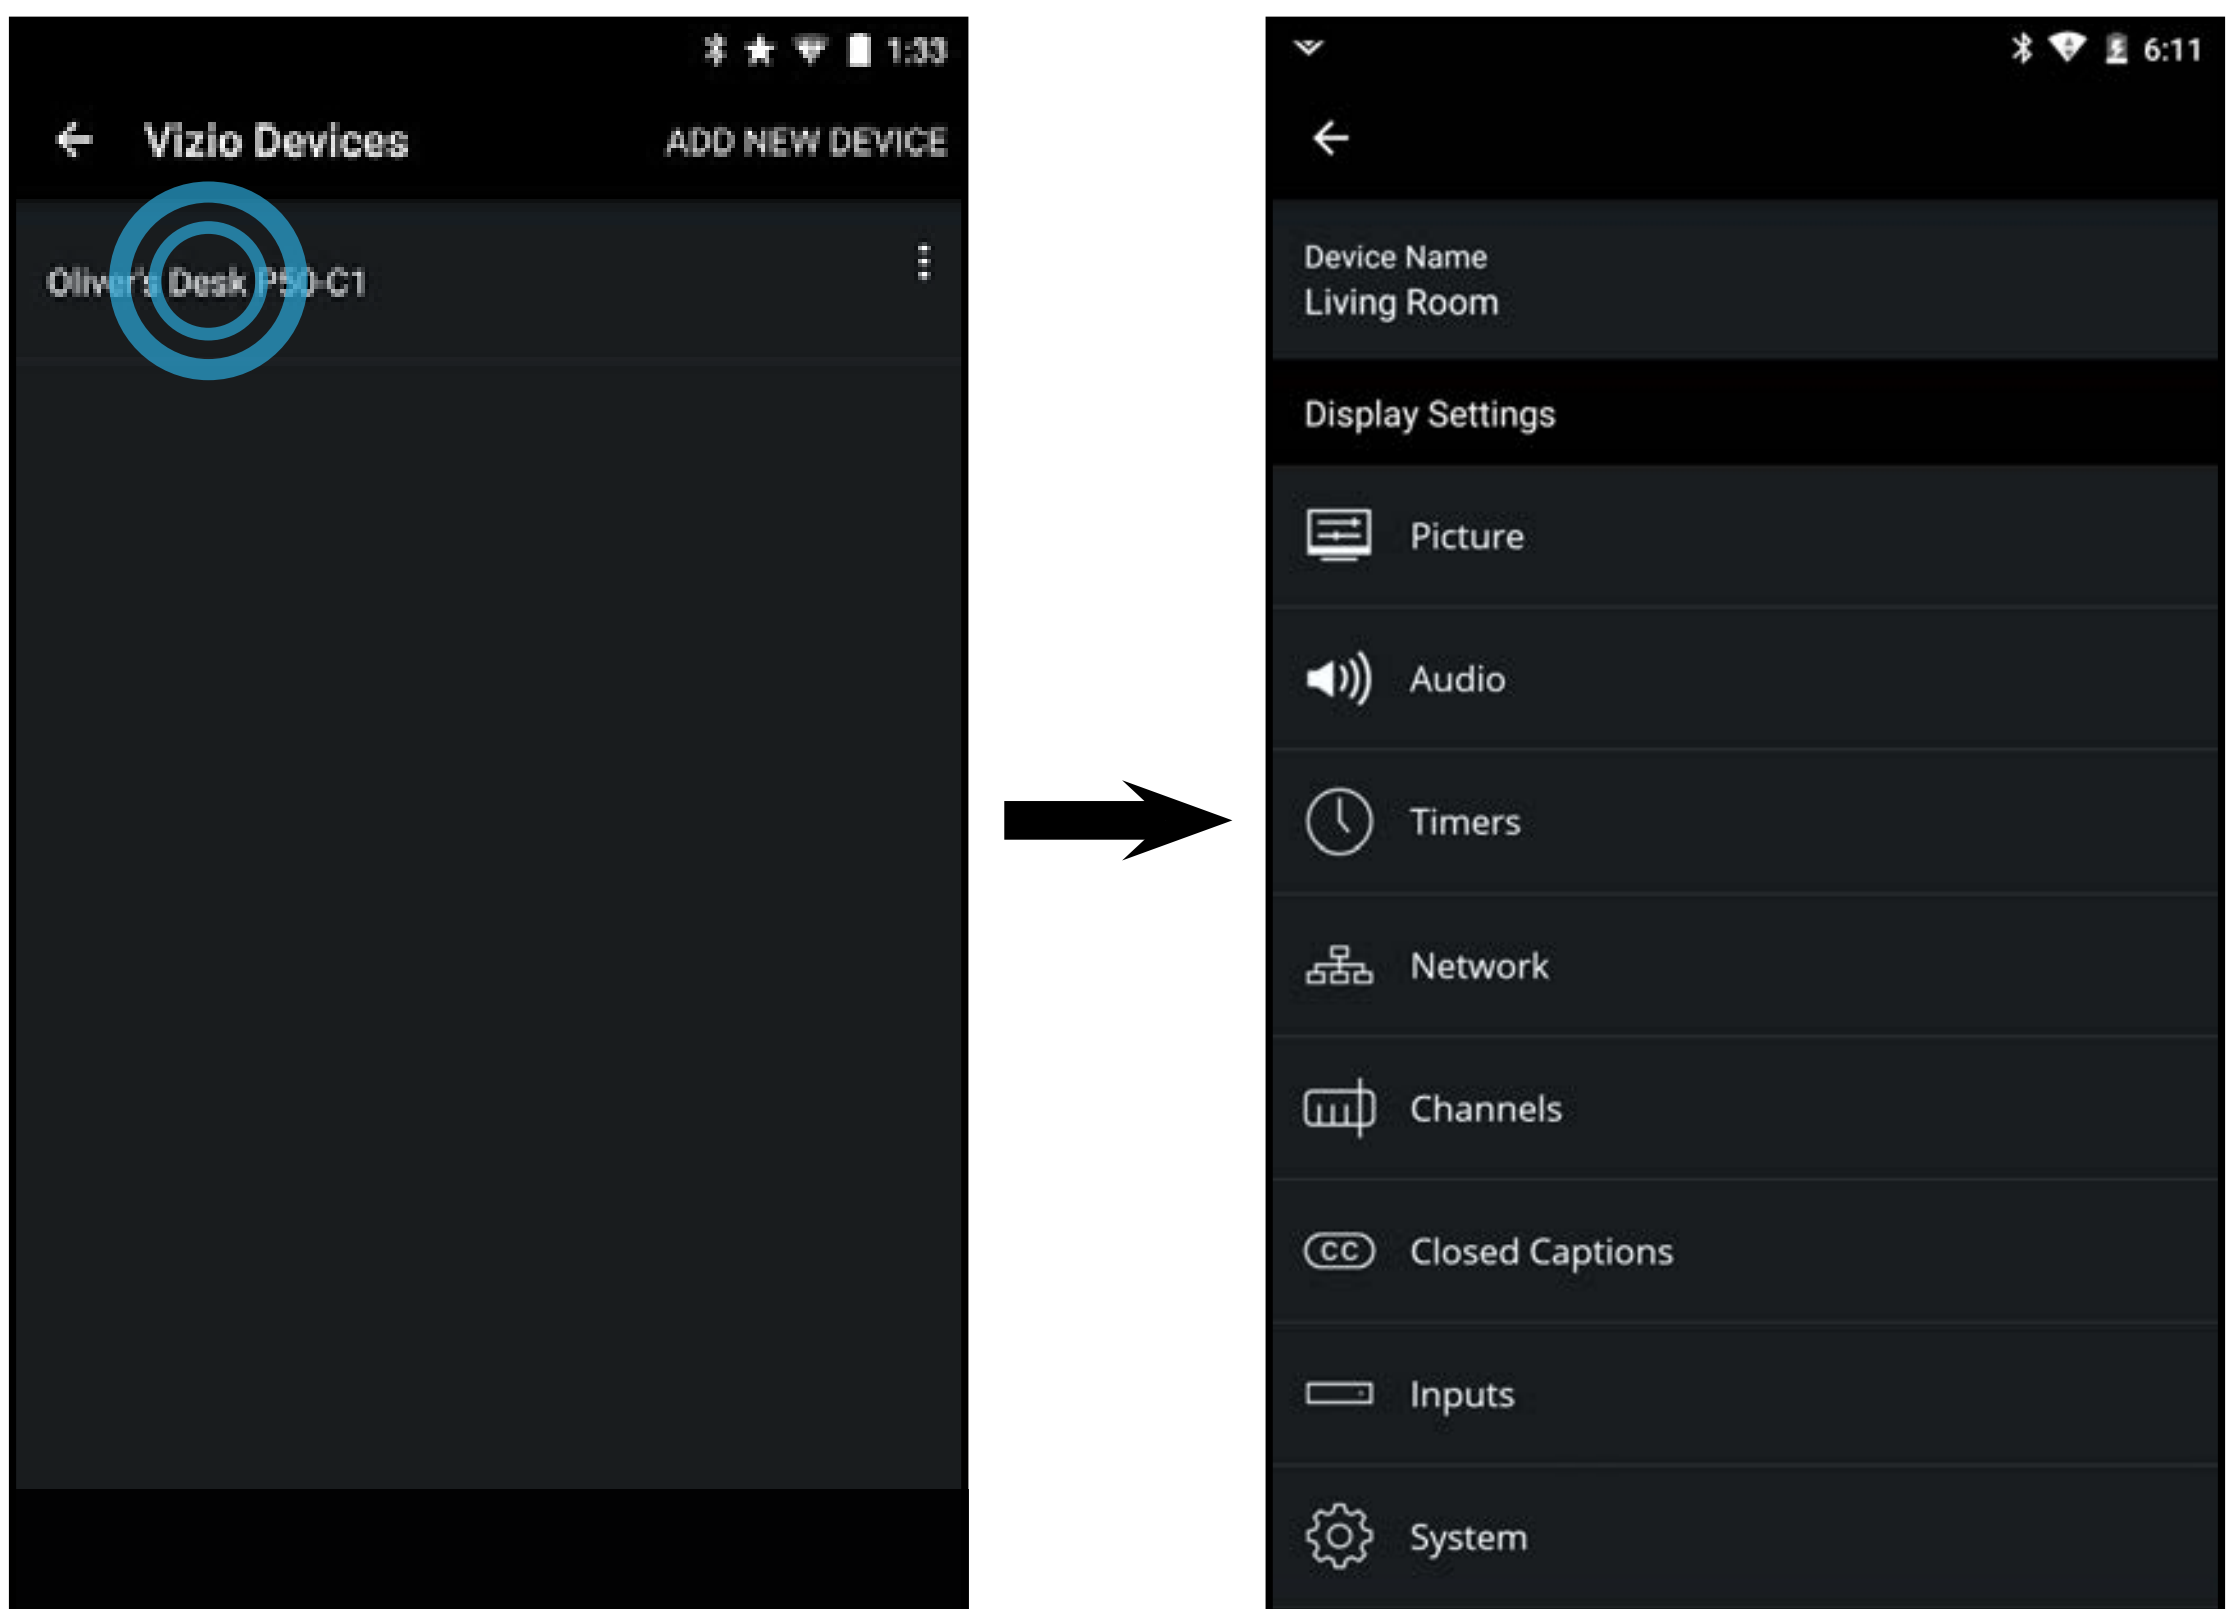 1:33
Vizio Devices ADD NEW DEVICE
Oliver's Desk P50-C1
6:11
Device Name
Living Room
Display Settings
Picture
Audio
Timers
Network
Channels
CC Closed Captions
Inputs
System